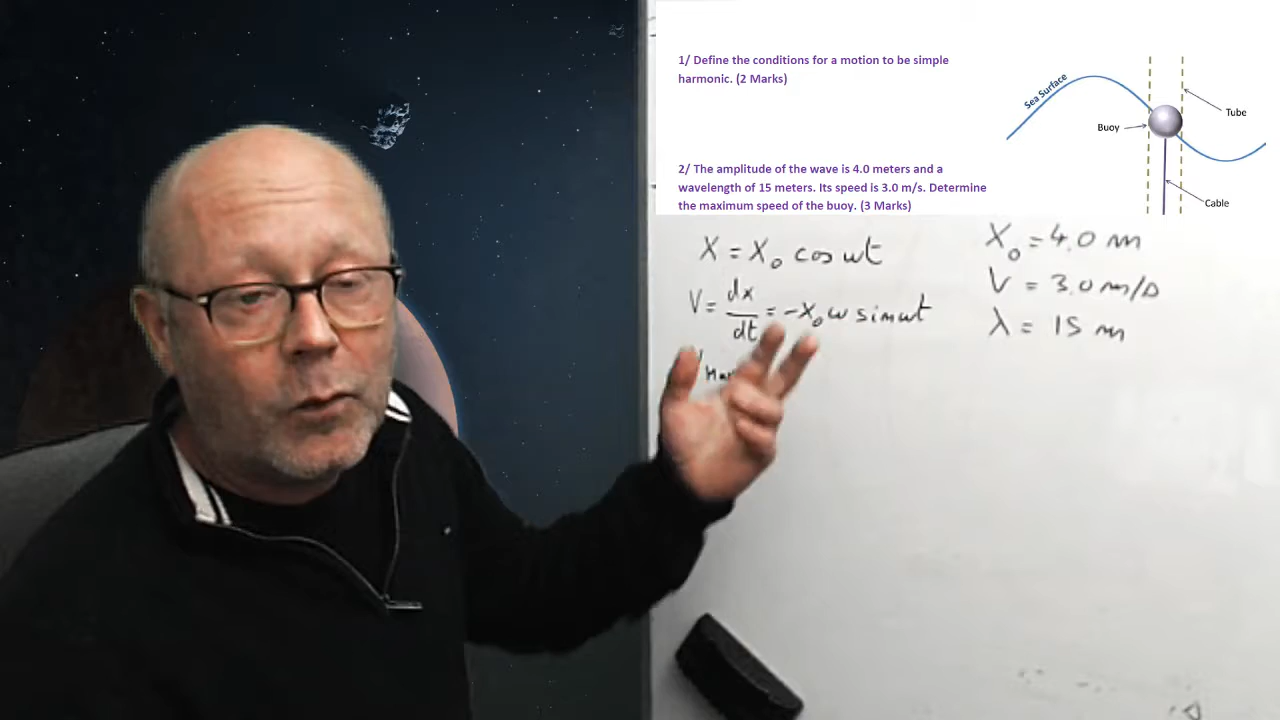 1/ Define the conditions for a motion to be simple
harmonic. (2 Marks)
2/ The amplitude of the wave is 4.0 meters and a
wavelength of 15 meters. Its speed is 3.0 m/s. Determine
the maximum speed of the buoy. (3 Marks)
Sea Surface
Buoy
Tube
Cable
X = X₀ cos ωt
V = dx/dt = -X₀ ω sin ωt
X₀ = 4.0 m
V = 3.0 m/s
λ = 15 m